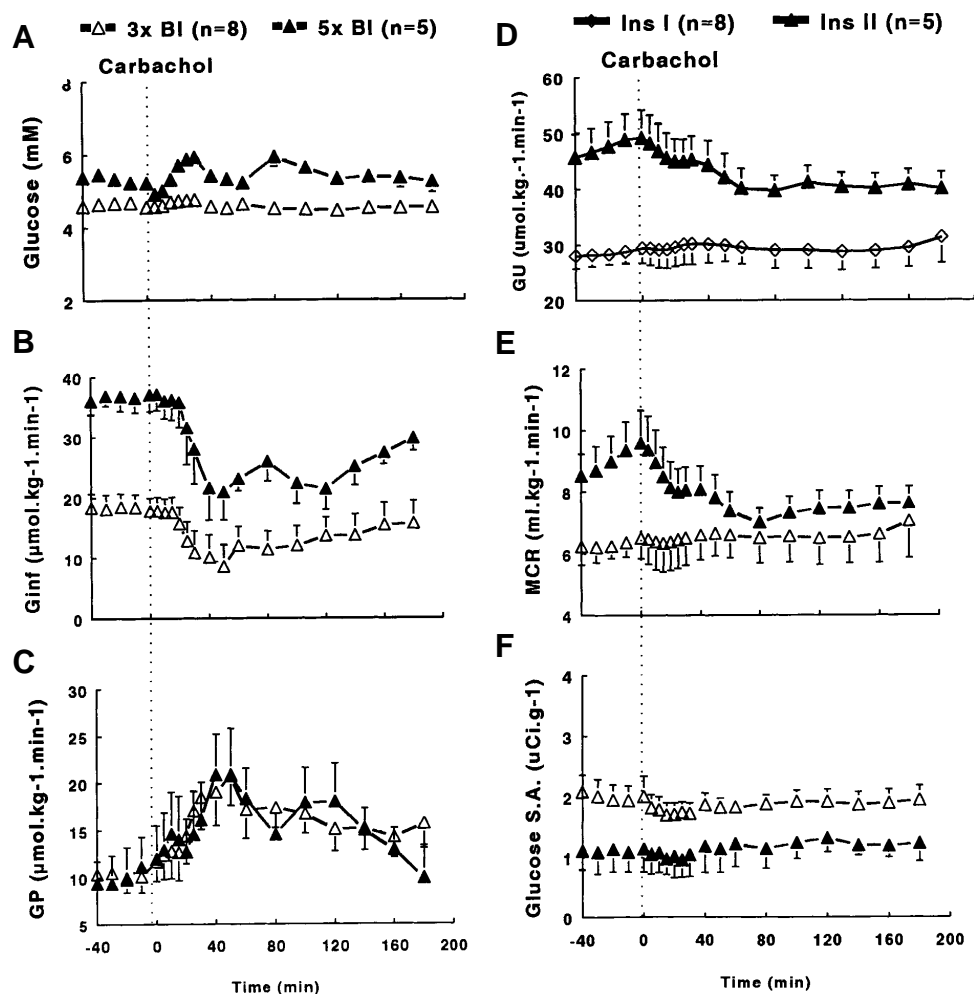 A
3x BI (n=8) 5x BI (n=5)
Carbachol
8
6
4
2
Glucose (mM)
B
40
30
20
10
0
Ginf (µmol.kg-1.min-1)
C
30
25
20
15
10
5
GP (µmol.kg-1.min-1)
-40 0 40 80 120 160 200
Time (min)
D
Ins I (n=8) Ins II (n=5)
Carbachol
60
50
40
30
20
GU (umol.kg.-1.min-1)
E
12
10
8
6
4
MCR (ml.kg-1.min-1)
F
4
3
2
1
0
Glucose S.A. (uCi.g-1)
-40 0 40 80 120 160 200
Time (min)